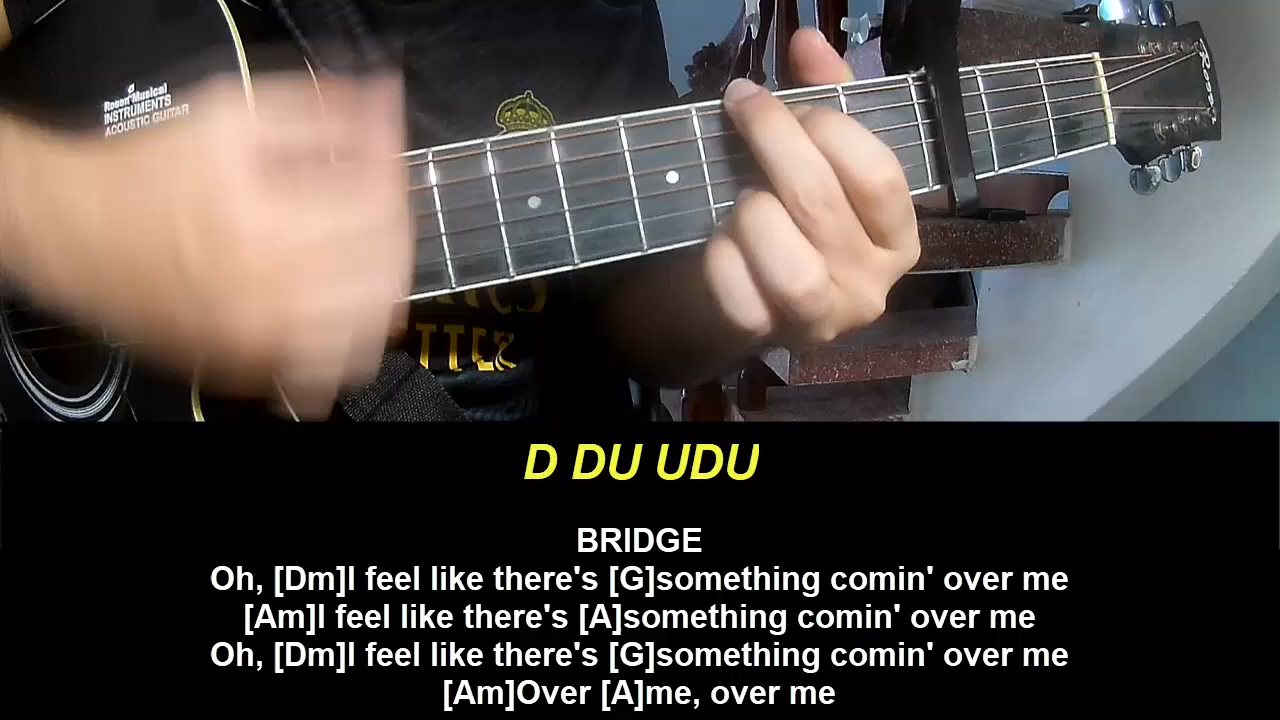 Rosen Musical
INSTRUMENTS
ACOUSTIC GUITAR
D DU UDU
BRIDGE
Oh, [Dm]I feel like there's [G]something comin' over me
[Am]I feel like there's [A]something comin' over me
Oh, [Dm]I feel like there's [G]something comin' over me
[Am]Over [A]me, over me